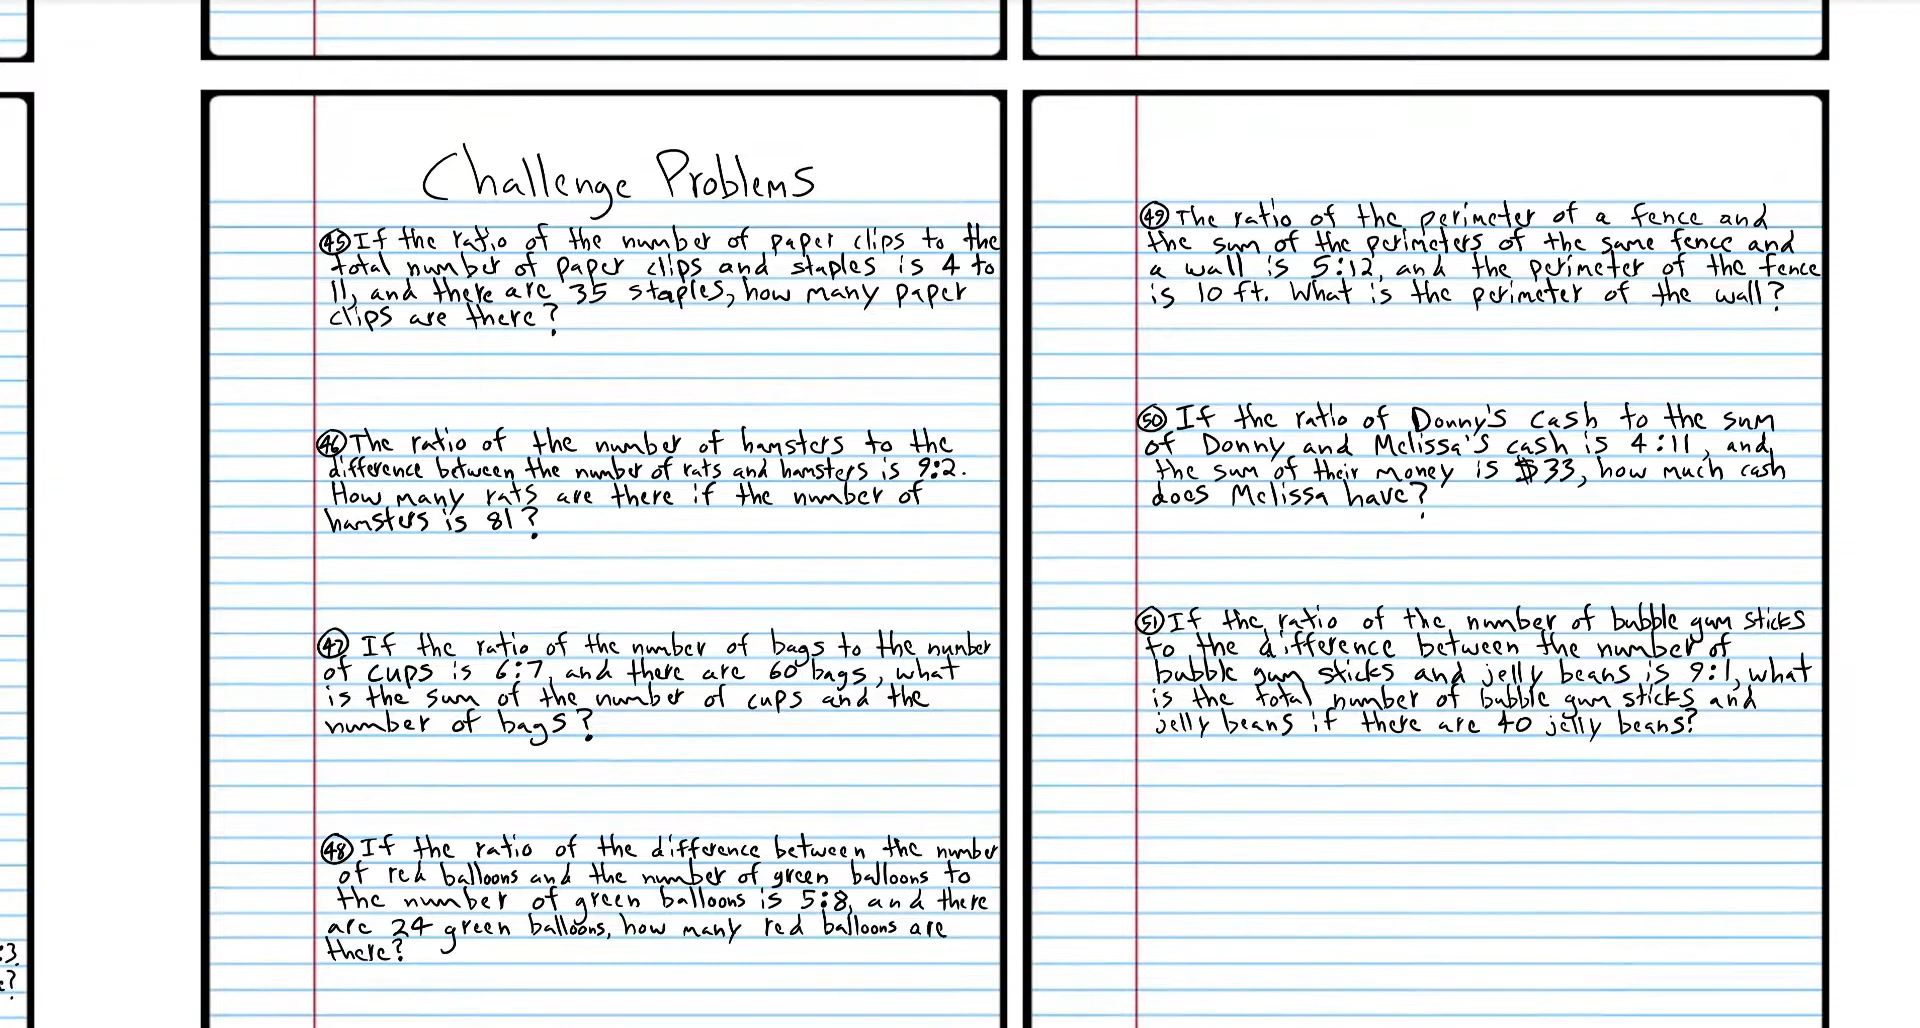 :3.
e?
Challenge Problems
45 If the ratio of the number of paper clips to the
total number of paper clips and staples is 4 to
11, and there are 35 staples, how many paper
clips are there?
46 The ratio of the number of hamsters to the
difference between the number of rats and hamsters is 9:2.
How many rats are there if the number of
hamsters is 81?
47 If the ratio of the number of bags to the number
of cups is 6:7, and there are 60 bags, what
is the sum of the number of cups and the
number of bags?
48 If the ratio of the difference between the number
of red balloons and the number of green balloons to
the number of green balloons is 5:8, and there
are 24 green balloons, how many red balloons are
there?
49 The ratio of the perimeter of a fence and
the sum of the perimeters of the same fence and
a wall is 5:12, and the perimeter of the fence
is 10 ft. What is the perimeter of the wall?
50 If the ratio of Donny's cash to the sum
of Donny and Melissa's cash is 4:11, and
the sum of their money is $33, how much cash
does Melissa have?
51 If the ratio of the number of bubble gum sticks
to the difference between the number of
bubble gum sticks and jelly beans is 9:1, what
is the total number of bubble gum sticks and
jelly beans if there are 40 jelly beans?